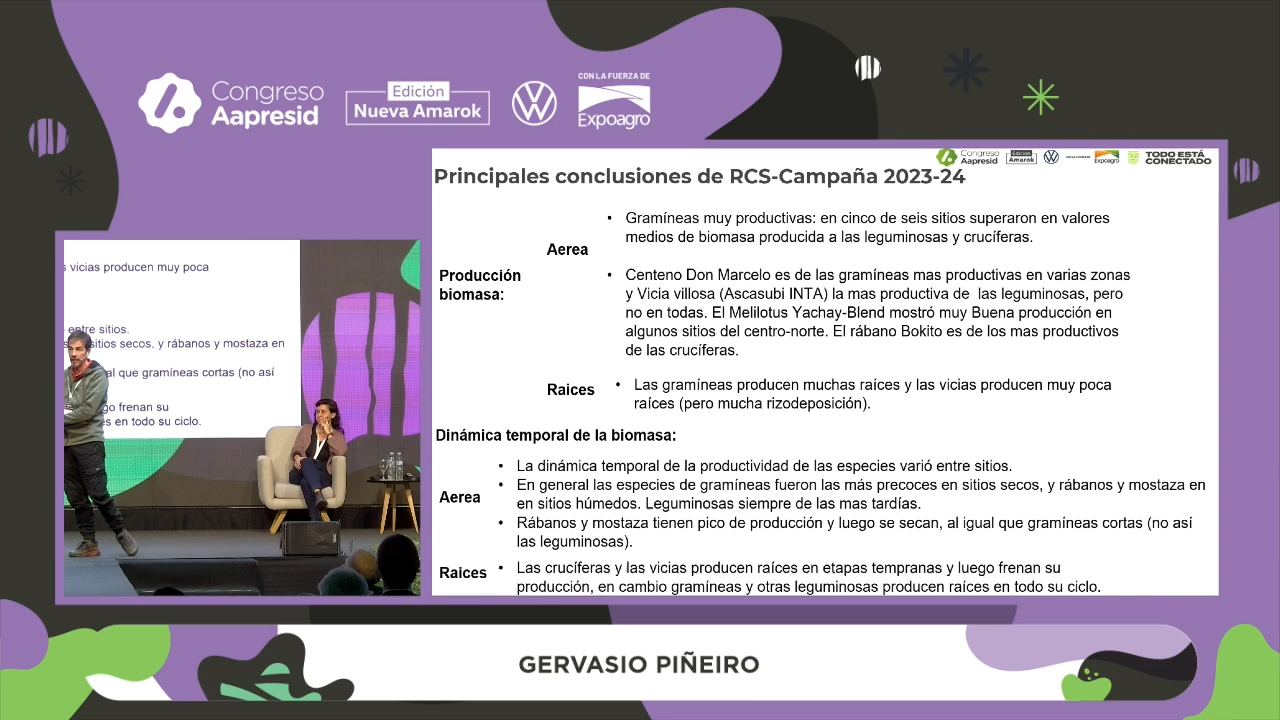 Congreso
Aapresid
Edición
Nueva Amarok
CON LA FUERZA DE
Expoagro
Congreso
Aapresid
Edición
Amarok
Expoagro
TODO ESTÁ
CONECTADO
Principales conclusiones de RCS-Campaña 2023-24
• Gramíneas muy productivas: en cinco de seis sitios superaron en valores
medios de biomasa producida a las leguminosas y crucíferas.
Aerea
Producción
biomasa:
• Centeno Don Marcelo es de las gramíneas mas productivas en varias zonas
y Vicia villosa (Ascasubi INTA) la mas productiva de las leguminosas, pero
no en todas. El Melilotus Yachay-Blend mostró muy Buena producción en
algunos sitios del centro-norte. El rábano Bokito es de los mas productivos
de las crucíferas.
Raices
• Las gramíneas producen muchas raíces y las vicias producen muy poca
raíces (pero mucha rizodeposición).
Dinámica temporal de la biomasa:
• La dinámica temporal de la productividad de las especies varió entre sitios.
Aerea
• En general las especies de gramíneas fueron las más precoces en sitios secos, y rábanos y mostaza en
en sitios húmedos. Leguminosas siempre de las mas tardías.
• Rábanos y mostaza tienen pico de producción y luego se secan, al igual que gramíneas cortas (no así
las leguminosas).
Raices
• Las crucíferas y las vicias producen raíces en etapas tempranas y luego frenan su
producción, en cambio gramíneas y otras leguminosas producen raíces en todo su ciclo.
s vicias producen muy poca
entre sitios.
sitios secos, y rábanos y mostaza en
al que gramíneas cortas (no así
go frenan su
es en todo su ciclo.
GERVASIO PIÑEIRO